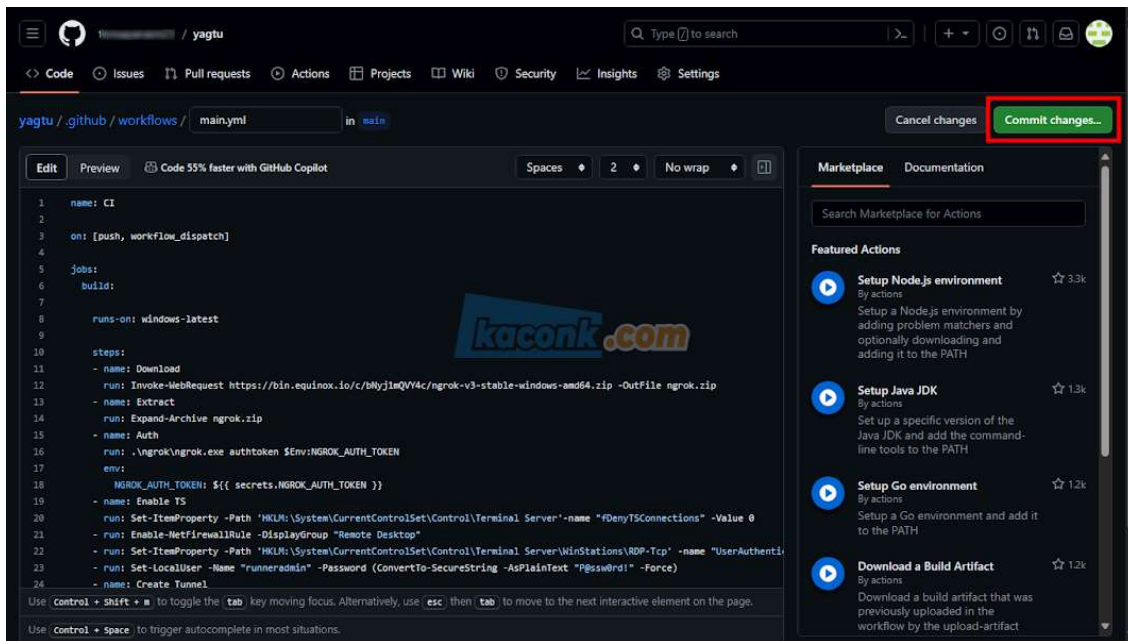 / yagtu
Type / to search
Code Issues Pull requests Actions Projects Wiki Security Insights Settings
yagtu / .github / workflows / main.yml in main
Cancel changes Commit changes...
Edit Preview Code 55% faster with GitHub Copilot Spaces 2 No wrap
1 name: CI
2
3 on: [push, workflow_dispatch]
4
5 jobs:
6 build:
7
8 runs-on: windows-latest
9
10 steps:
11 - name: Download
12 run: Invoke-WebRequest https://bin.equinox.io/c/bNyj1mQVY4c/ngrok-v3-stable-windows-amd64.zip -OutFile ngrok.zip
13 - name: Extract
14 run: Expand-Archive ngrok.zip
15 - name: Auth
16 run: .\ngrok\ngrok.exe authtoken $Env:NGROK_AUTH_TOKEN
17 env:
18 NGROK_AUTH_TOKEN: ${{ secrets.NGROK_AUTH_TOKEN }}
19 - name: Enable TS
20 run: Set-ItemProperty -Path 'HKLM:\System\CurrentControlSet\Control\Terminal Server'-name "fDenyTSConnections" -Value 0
21 - run: Enable-NetFirewallRule -DisplayGroup "Remote Desktop"
22 - run: Set-ItemProperty -Path 'HKLM:\System\CurrentControlSet\Control\Terminal Server\WinStations\RDP-Tcp' -name "UserAuthenti
23 - run: Set-LocalUser -Name "runneradmin" -Password (ConvertTo-SecureString -AsPlainText "P@ssw0rd!" -Force)
24 - name: Create Tunnel
kaconk.com
Use Control + Shift + m to toggle the tab key moving focus. Alternatively, use esc then tab to move to the next interactive element on the page.
Use Control + Space to trigger autocomplete in most situations.
Marketplace Documentation
Search Marketplace for Actions
Featured Actions
Setup Node.js environment 3.3k
By actions
Setup a Node.js environment by
adding problem matchers and
optionally downloading and
adding it to the PATH
Setup Java JDK 1.3k
By actions
Set up a specific version of the
Java JDK and add the command-
line tools to the PATH
Setup Go environment 1.2k
By actions
Setup a Go environment and add it
to the PATH
Download a Build Artifact 1.2k
By actions
Download a build artifact that was
previously uploaded in the
workflow by the upload-artifact